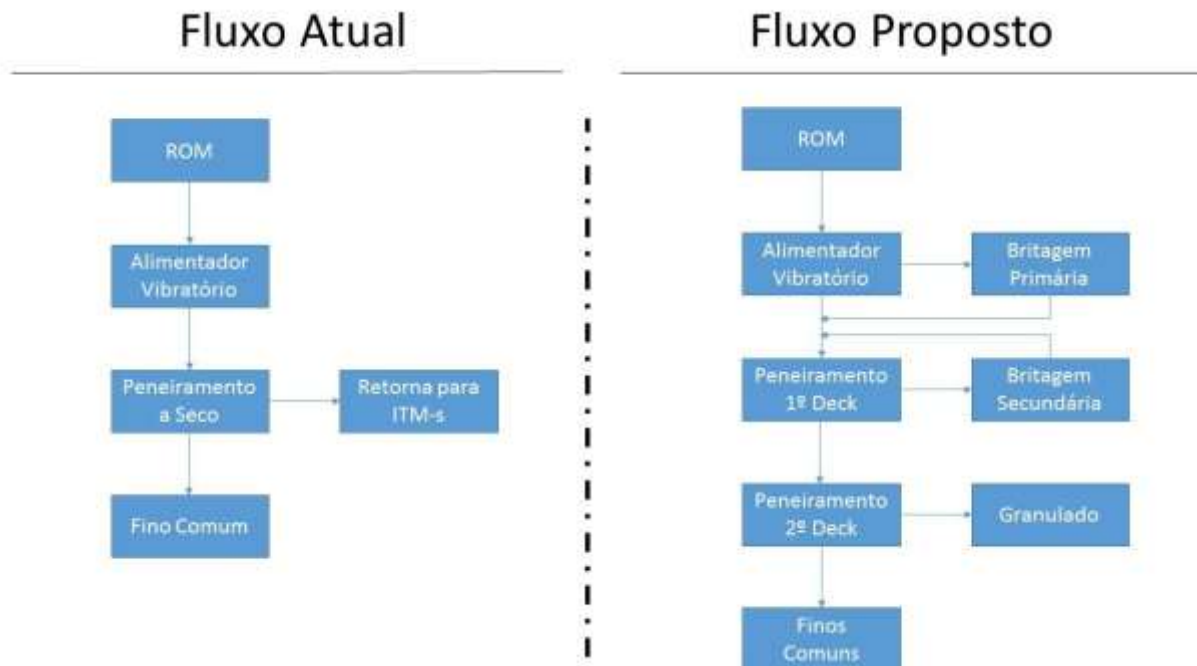 Fluxo Atual
ROM
Alimentador
Vibratório
Peneiramento
a Seco
Retorna para
ITM-s
Fino Comum
Fluxo Proposto
ROM
Alimentador
Vibratório
Britagem
Primária
Peneiramento
1º Deck
Britagem
Secundária
Peneiramento
2º Deck
Granulado
Finos
Comuns